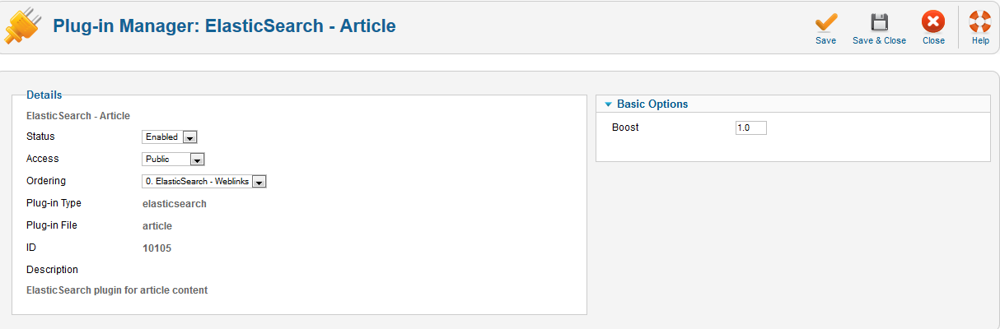 Plug-in Manager: ElasticSearch - Article
Save
Save & Close
Close
Help
Details
ElasticSearch - Article
Status Enabled
Access Public
Ordering 0. ElasticSearch - Weblinks
Plug-in Type elasticsearch
Plug-in File article
ID 10105
Description
ElasticSearch plugin for article content
Basic Options
Boost 1.0